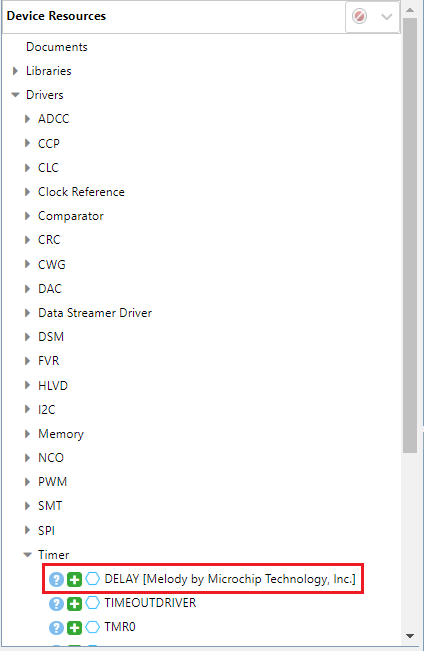 Device Resources
Documents
Libraries
Drivers
ADCC
CCP
CLC
Clock Reference
Comparator
CRC
CWG
DAC
Data Streamer Driver
DSM
FVR
HLVD
I2C
Memory
NCO
PWM
SMT
SPI
Timer
? DELAY [Melody by Microchip Technology, Inc.]
? TIMEOUTDRIVER
? TMR0